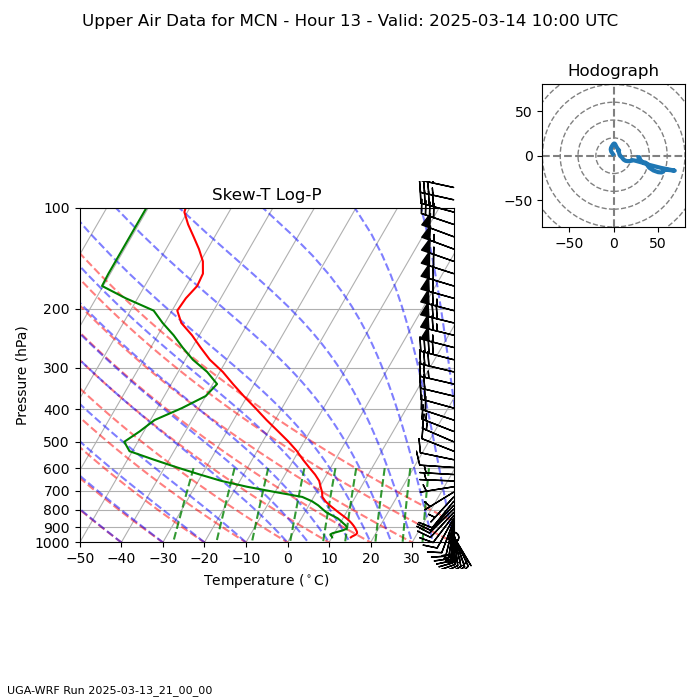 Upper Air Data for MCN - Hour 13 - Valid: 2025-03-14 10:00 UTC
Hodograph
50
0
−50
−50 0 50
Skew-T Log-P
100
200
300
400
500
600
700
800
900
1000
Pressure (hPa)
−50 −40 −30 −20 −10 0 10 20 30
Temperature (°C)
UGA-WRF Run 2025-03-13_21_00_00